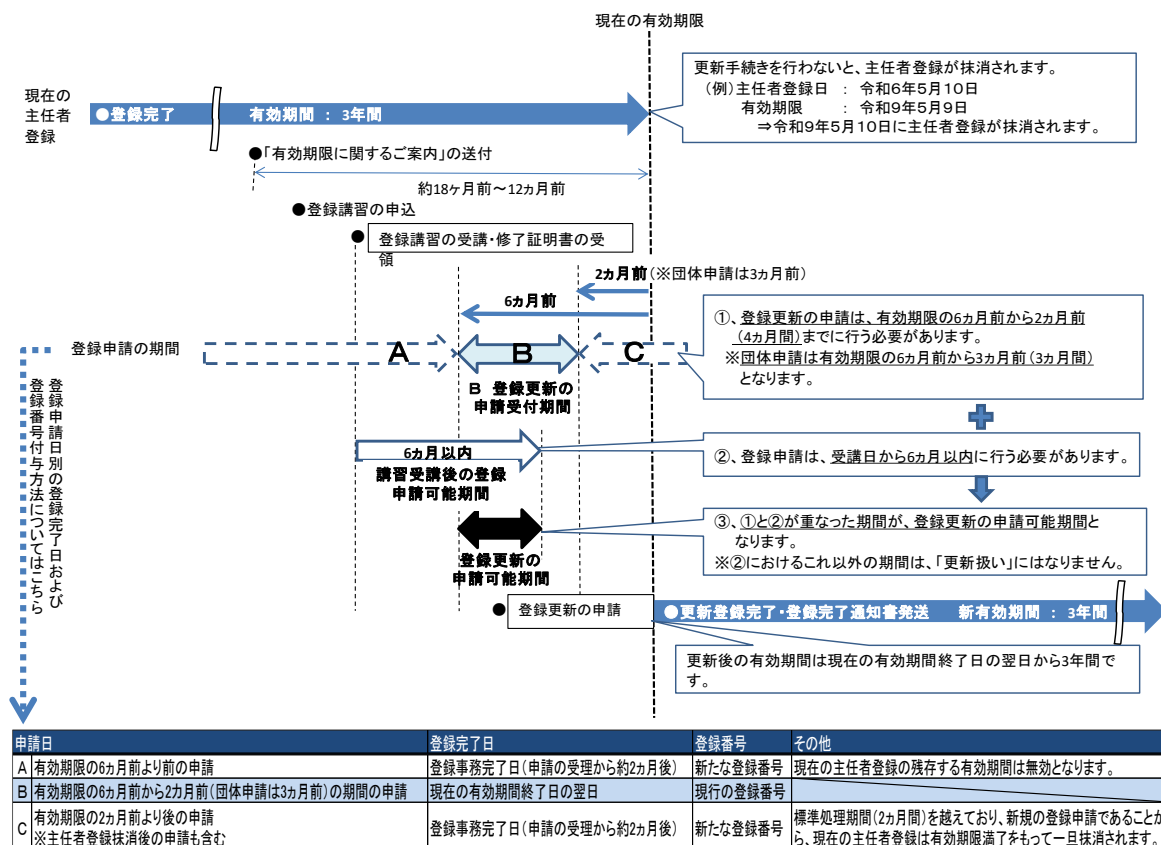 現在の有効期限
更新手続きを行わないと、主任者登録が抹消されます。
(例)主任者登録日 : 令和6年5月10日
有効期限 : 令和9年5月9日
⇒令和9年5月10日に主任者登録が抹消されます。
現在の
主任者
登録
●登録完了 有効期間 : 3年間
●「有効期限に関するご案内」の送付
約18ヶ月前～12ヵ月前
●登録講習の申込
● 登録講習の受講・修了証明書の受
領
2カ月前(※団体申請は3ヵ月前)
6ヵ月前
①、登録更新の申請は、有効期限の6ヵ月前から2ヵ月前
(4ヵ月間)までに行う必要があります。
※団体申請は有効期限の6ヵ月前から3ヵ月前(3ヵ月間)
となります。
登録申請の期間
A
B
C
B 登録更新の
申請受付期間
6カ月以内
講習受講後の登録
申請可能期間
②、登録申請は、受講日から6ヵ月以内に行う必要があります。
③、①と②が重なった期間が、登録更新の申請可能期間と
なります。
※②におけるこれ以外の期間は、「更新扱い」にはなりません。
登録更新の
申請可能期間
登録申請日別の登録完了日および
登録番号付与方法についてはこちら
● 登録更新の申請
●更新登録完了・登録完了通知書発送 新有効期間 : 3年間
更新後の有効期間は現在の有効期間終了日の翌日から3年間で
す。
申請日 登録完了日 登録番号 その他
A 有効期限の6ヵ月前より前の申請 登録事務完了日(申請の受理から約2ヵ月後) 新たな登録番号 現在の主任者登録の残存する有効期間は無効となります。
B 有効期限の6ヵ月前から2カ月前(団体申請は3ヵ月前)の期間の申請 現在の有効期間終了日の翌日 現行の登録番号
C 有効期限の2ヵ月前より後の申請
※主任者登録抹消後の申請も含む
登録事務完了日(申請の受理から約2ヵ月後) 新たな登録番号
標準処理期間(2ヵ月間)を越えており、新規の登録申請であることか
ら、現在の主任者登録は有効期限満了をもって一旦抹消されます。